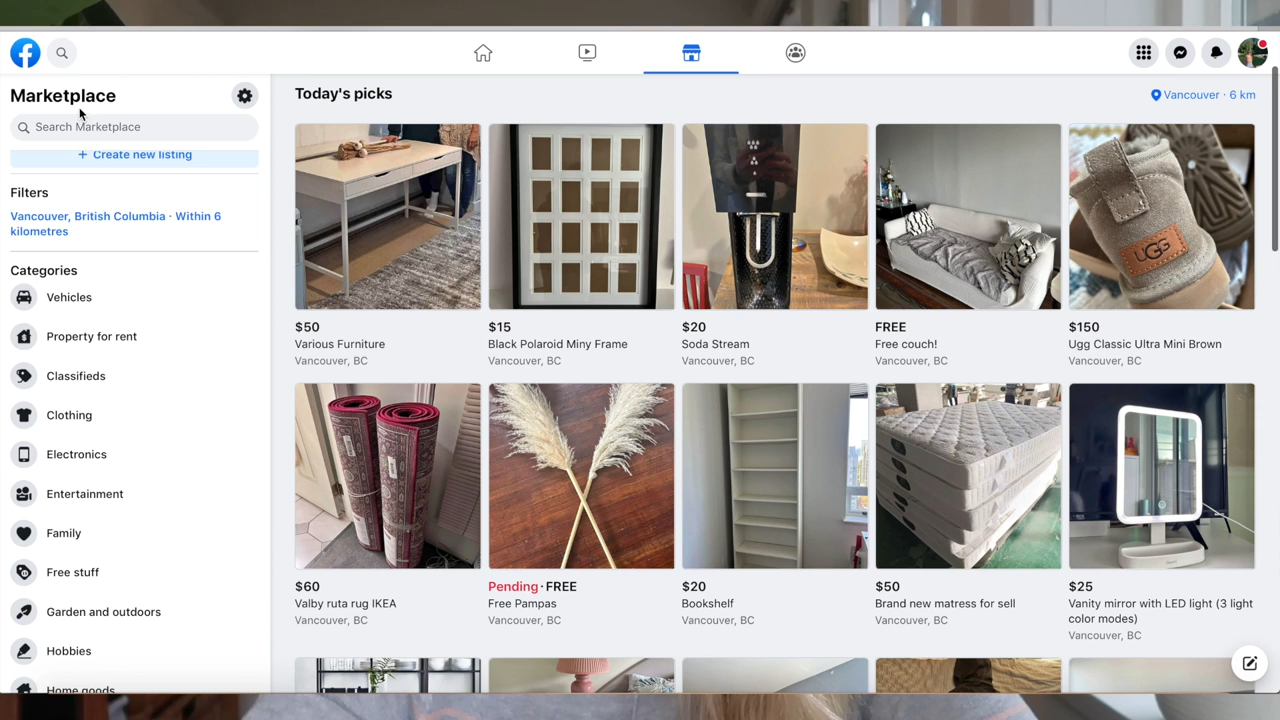 Marketplace
Search Marketplace
+ Create new listing
Filters
Vancouver, British Columbia · Within 6
kilometres
Categories
Vehicles
Property for rent
Classifieds
Clothing
Electronics
Entertainment
Family
Free stuff
Garden and outdoors
Hobbies
Home goods
Today's picks
Vancouver · 6 km
$50
Various Furniture
Vancouver, BC
$15
Black Polaroid Miny Frame
Vancouver, BC
$20
Soda Stream
Vancouver, BC
FREE
Free couch!
Vancouver, BC
UGG
$150
Ugg Classic Ultra Mini Brown
Vancouver, BC
$60
Valby ruta rug IKEA
Vancouver, BC
Pending · FREE
Free Pampas
Vancouver, BC
$20
Bookshelf
Vancouver, BC
$50
Brand new matress for sell
Vancouver, BC
$25
Vanity mirror with LED light (3 light
color modes)
Vancouver, BC